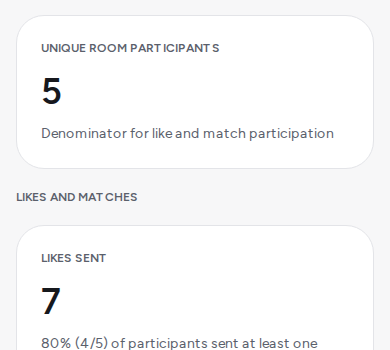 UNIQUE ROOM PARTICIPANTS
5
Denominator for like and match participation
LIKES AND MATCHES
LIKES SENT
7
80% (4/5) of participants sent at least one